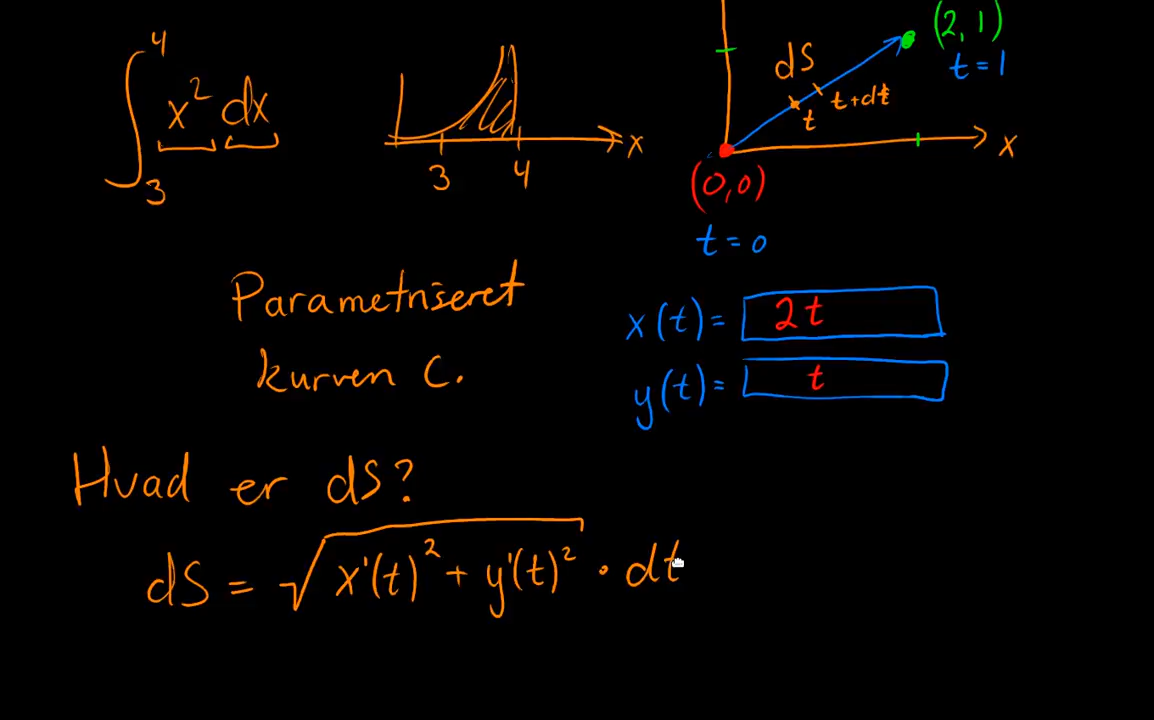 ∫₃⁴ x² dx
x
3 4
(2, 1)
t = 1
dS
t+dt
t
x
(0,0)
t = 0
Parametriseret
kurven C.
x(t) = 2t
y(t) = t
Hvad er dS?
dS = √(x'(t)² + y'(t)²) · dt